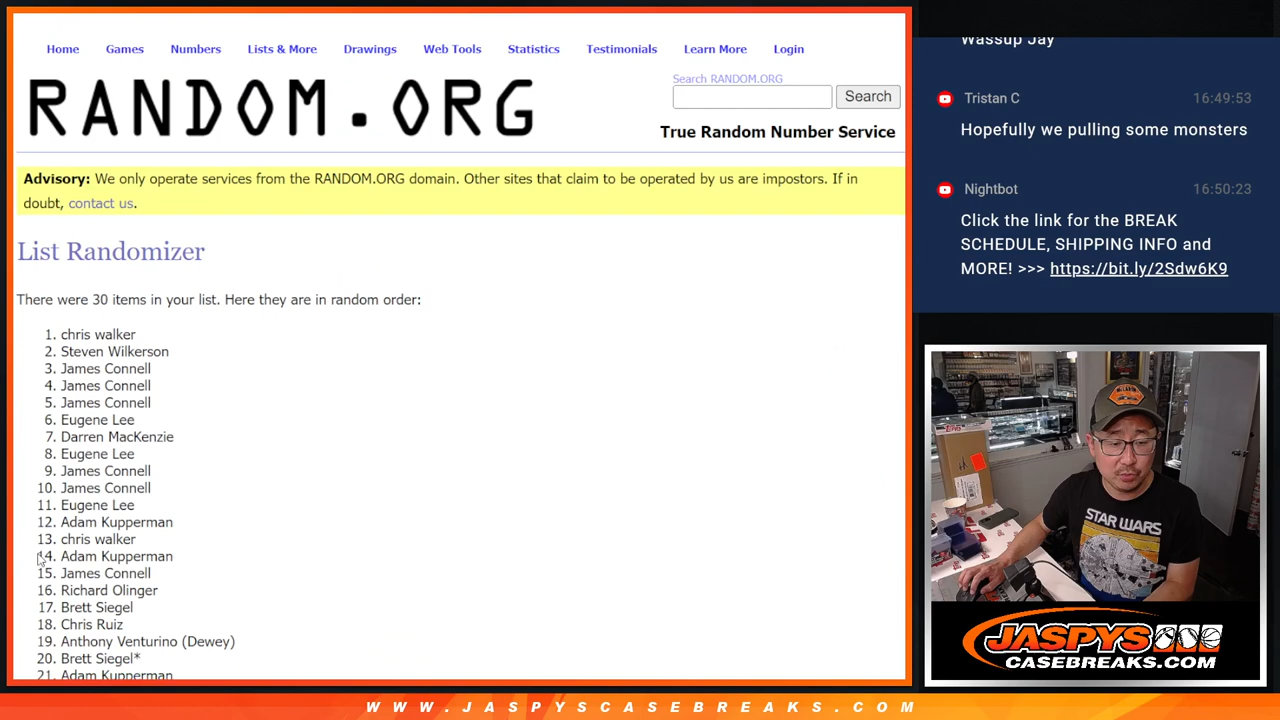 Home Games Numbers Lists & More Drawings Web Tools Statistics Testimonials Learn More Login
RANDOM.ORG
Search RANDOM.ORG
Search
True Random Number Service
Advisory: We only operate services from the RANDOM.ORG domain. Other sites that claim to be operated by us are impostors. If in
doubt, contact us.
List Randomizer
There were 30 items in your list. Here they are in random order:
1. chris walker
2. Steven Wilkerson
3. James Connell
4. James Connell
5. James Connell
6. Eugene Lee
7. Darren MacKenzie
8. Eugene Lee
9. James Connell
10. James Connell
11. Eugene Lee
12. Adam Kupperman
13. chris walker
14. Adam Kupperman
15. James Connell
16. Richard Olinger
17. Brett Siegel
18. Chris Ruiz
19. Anthony Venturino (Dewey)
20. Brett Siegel*
21. Adam Kupperman
Wassup Jay
Tristan C 16:49:53
Hopefully we pulling some monsters
Nightbot 16:50:23
Click the link for the BREAK
SCHEDULE, SHIPPING INFO and
MORE! >>> https://bit.ly/2Sdw6K9
STAR WARS
JASPYS
CASEBREAKS.COM
WWW.JASPYSCASEBREAKS.COM